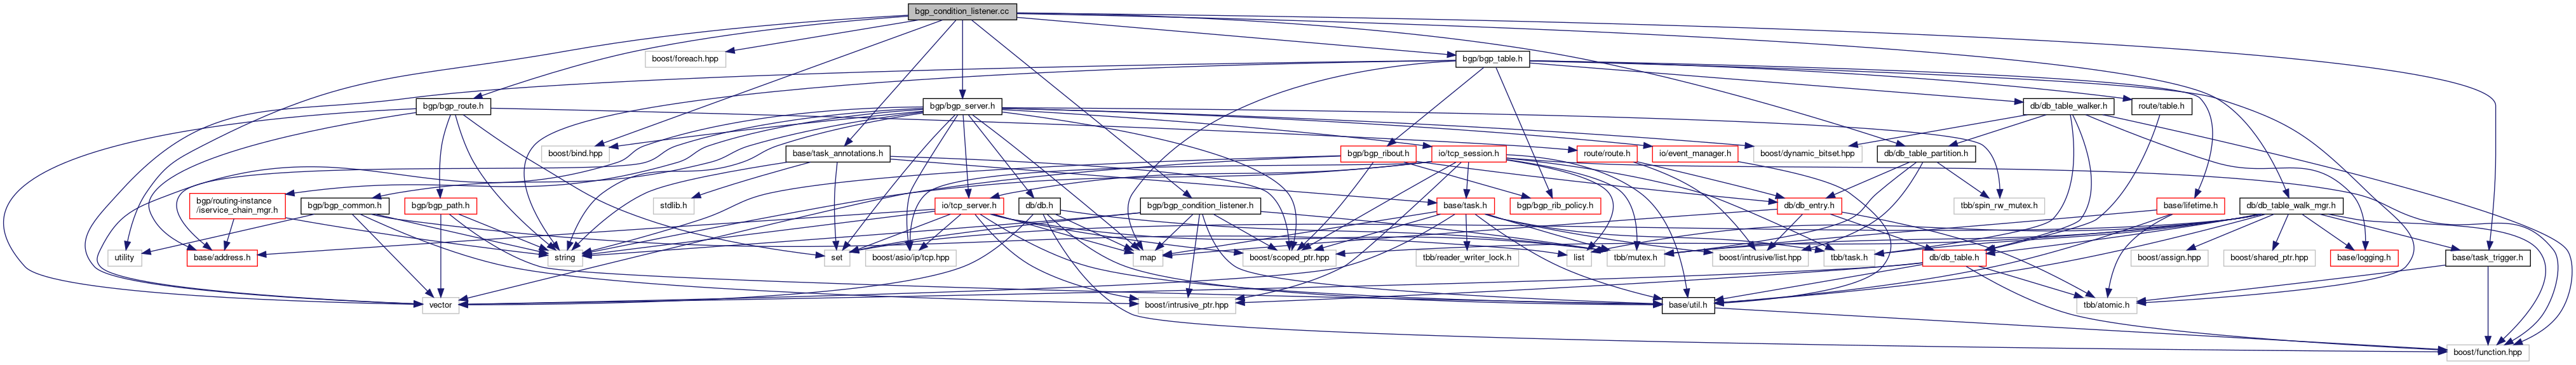 bgp_condition_listener.cc
boost/foreach.hpp
bgp/bgp_table.h
bgp/bgp_route.h
bgp/bgp_server.h
db/db_table_walker.h
route/table.h
boost/bind.hpp
base/task_annotations.h
bgp/bgp_ribout.h
io/tcp_session.h
route/route.h
io/event_manager.h
boost/dynamic_bitset.hpp
db/db_table_partition.h
bgp/routing-instance
/iservice_chain_mgr.h
bgp/bgp_common.h
bgp/bgp_path.h
stdlib.h
io/tcp_server.h
db/db.h
bgp/bgp_condition_listener.h
base/task.h
bgp/bgp_rib_policy.h
db/db_entry.h
tbb/spin_rw_mutex.h
base/lifetime.h
db/db_table_walk_mgr.h
utility
base/address.h
string
set
boost/asio/ip/tcp.hpp
map
boost/scoped_ptr.hpp
tbb/reader_writer_lock.h
list
tbb/mutex.h
boost/intrusive/list.hpp
tbb/task.h
db/db_table.h
boost/assign.hpp
boost/shared_ptr.hpp
base/logging.h
base/task_trigger.h
vector
boost/intrusive_ptr.hpp
base/util.h
tbb/atomic.h
boost/function.hpp